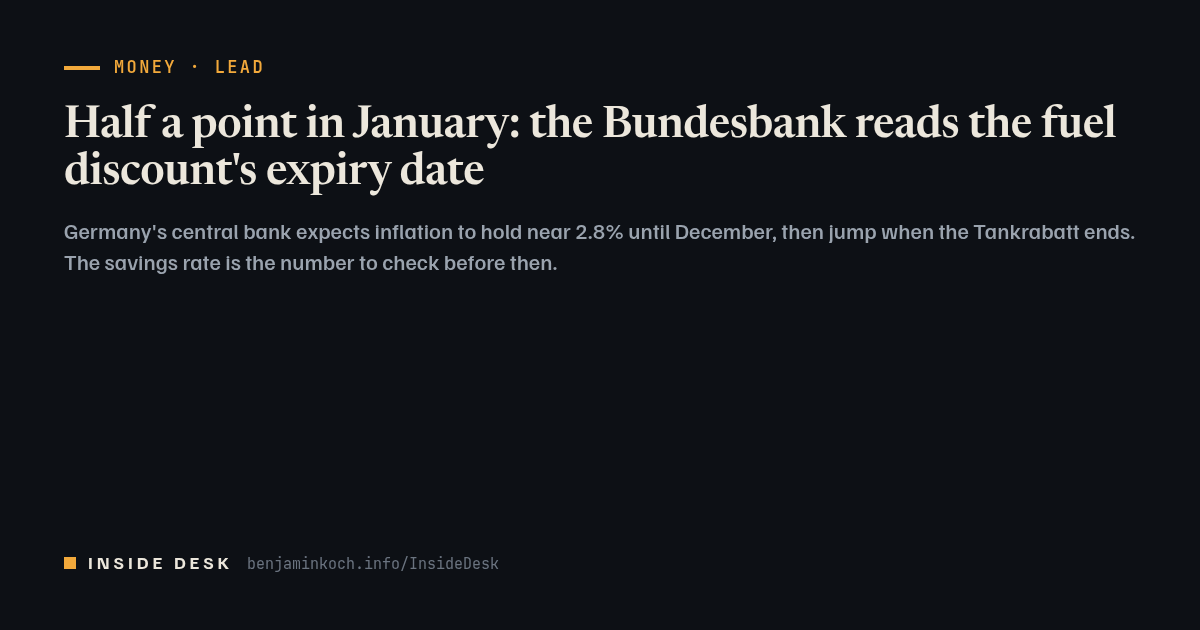 MONEY · LEAD
Half a point in January: the Bundesbank reads the fuel
discount's expiry date
Germany's central bank expects inflation to hold near 2.8% until December, then jump when the Tankrabatt ends.
The savings rate is the number to check before then.
INSIDE DESK benjaminkoch.info/InsideDesk